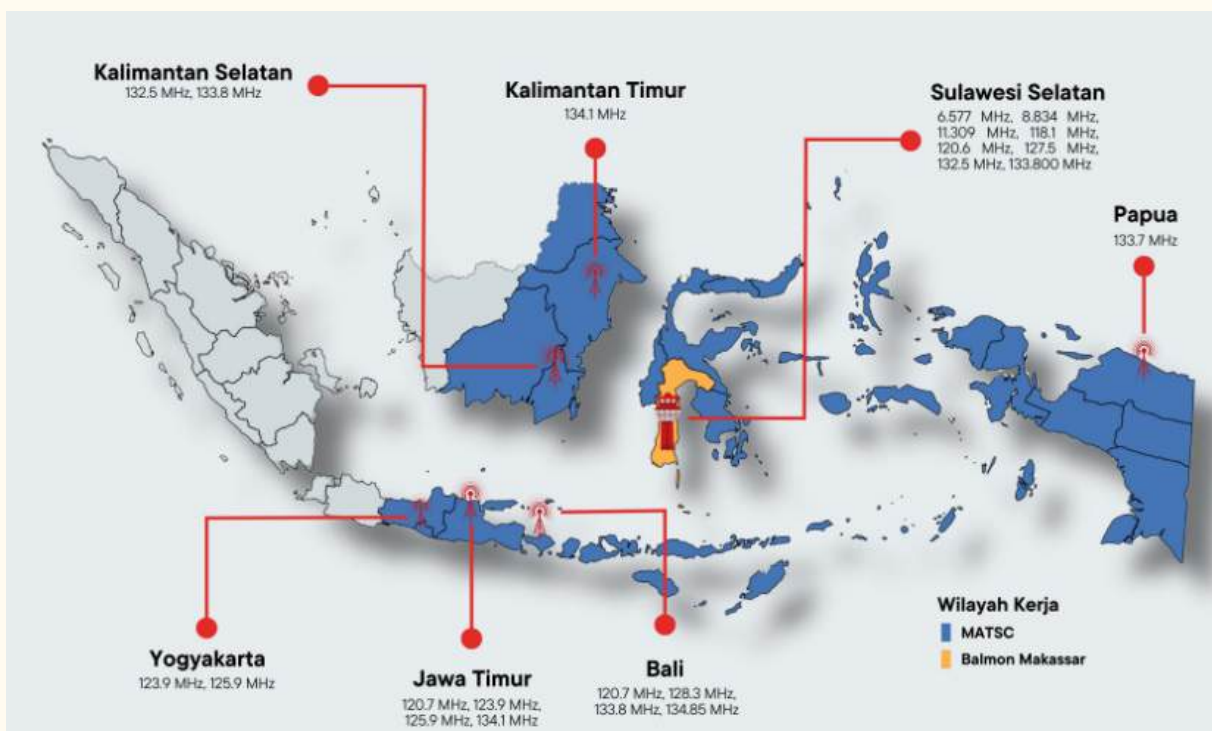 Kalimantan Selatan
132.5 MHz, 133.8 MHz
Kalimantan Timur
134.1 MHz
Sulawesi Selatan
6.577 MHz, 8.834 MHz,
11.309 MHz, 118.1 MHz,
120.6 MHz, 127.5 MHz,
132.5 MHz, 133.800 MHz
Papua
133.7 MHz
Yogyakarta
123.9 MHz, 125.9 MHz
Jawa Timur
120.7 MHz, 123.9 MHz,
125.9 MHz, 134.1 MHz
Bali
120.7 MHz, 128.3 MHz,
133.8 MHz, 134.85 MHz
Wilayah Kerja
MATSC
Balmon Makassar